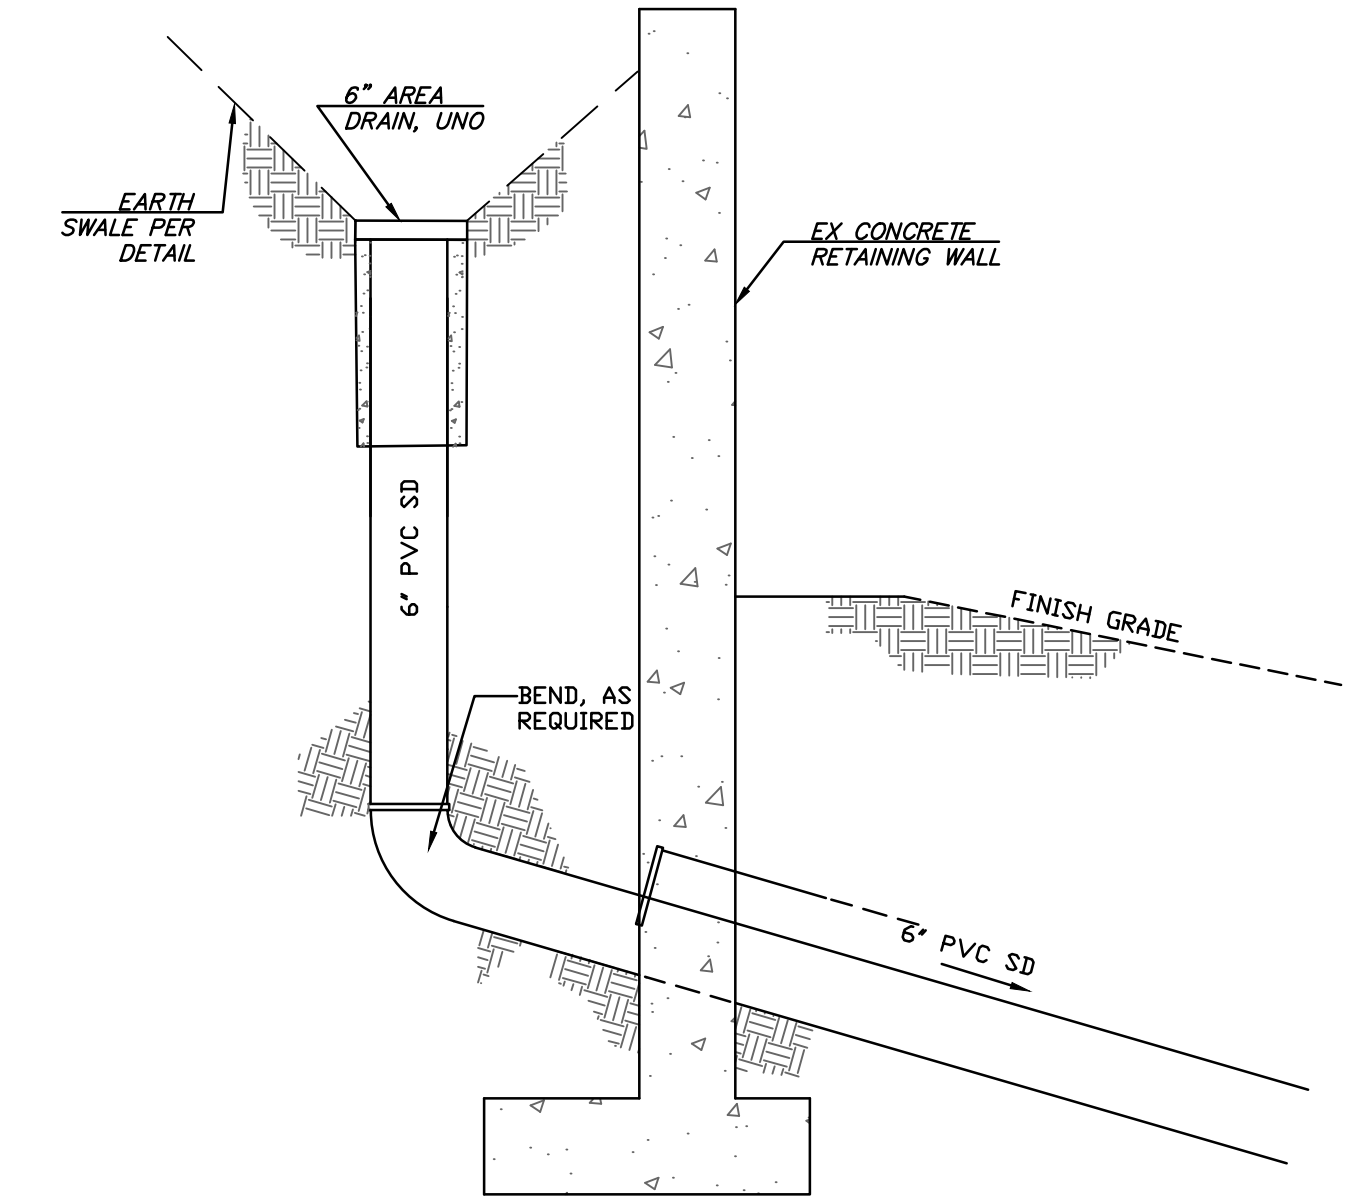 6" AREA
DRAIN, UNO
EARTH
SWALE PER
DETAIL
EX CONCRETE
RETAINING WALL
6" PVC SD
FINISH GRADE
BEND, AS
REQUIRED
6" PVC SD